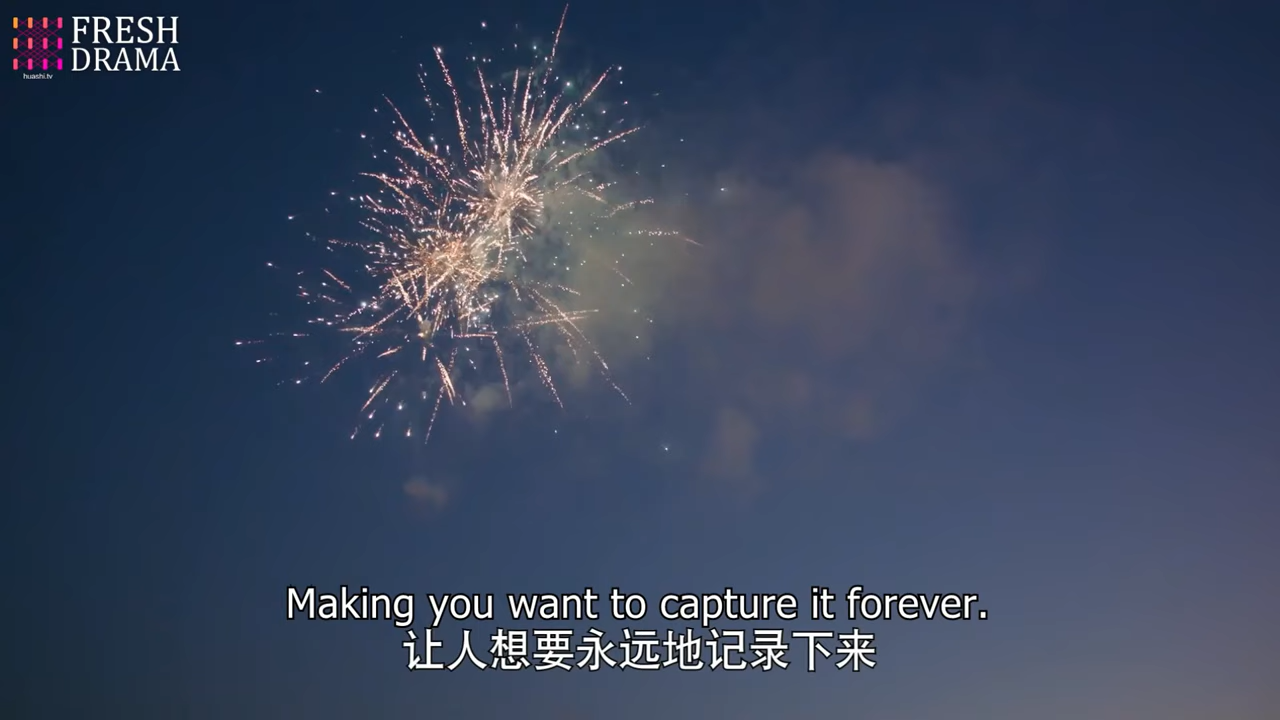 FRESH
DRAMA
huashi.tv
Making you want to capture it forever.
让人想要永远地记录下来